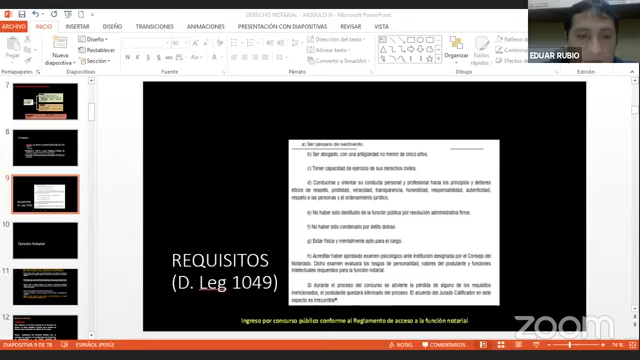 DERECHO NOTARIAL - MODULO III - Microsoft PowerPoint
ARCHIVO INICIO INSERTAR DISEÑO TRANSICIONES ANIMACIONES PRESENTACIÓN CON DIAPOSITIVAS REVISAR VISTA
EDUAR RUBIO
Pegar
Nueva diapositiva
Diseño
Restablecer
Sección
Dirección del texto
Alinear texto
Convertir a SmartArt
Organizar
Estilos
Portapapeles
Diapositivas
Fuente
Párrafo
Dibujo
Edición
7
8
9
10
Derecho Notarial
11
REQUISITOS
(D. Leg 1049)
a) Ser peruano de nacimiento.
b) Ser abogado, con una antigüedad no menor de cinco años.
c) Tener capacidad de ejercicio de sus derechos civiles.
d) Conducirse y orientar su conducta personal y profesional hacia los principios y deberes
éticos de respeto, probidad, veracidad, transparencia, honestidad, responsabilidad, autenticidad,
respeto a las personas y al ordenamiento jurídico.
e) No haber sido destituido de la función pública por resolución administrativa firme.
f) No haber sido condenado por delito doloso.
g) Estar física y mentalmente apto para el cargo.
h) Acreditar haber aprobado examen psicológico ante institución designada por el Consejo del
Notariado. Dicho examen evaluará los rasgos de personalidad, valores del postulante y funciones
intelectuales requeridos para la función notarial.
Si durante el proceso del concurso se advierte la pérdida de alguno de los requisitos
mencionados, el postulante quedará eliminado del proceso. El acuerdo del Jurado Calificador en este
aspecto es irrecurrible
Ingreso por concurso público conforme al Reglamento de acceso a la función notarial
zoom
DIAPOSITIVA 9 DE 78
ESPAÑOL (PERÚ)
NOTAS
COMENTARIOS
74 %